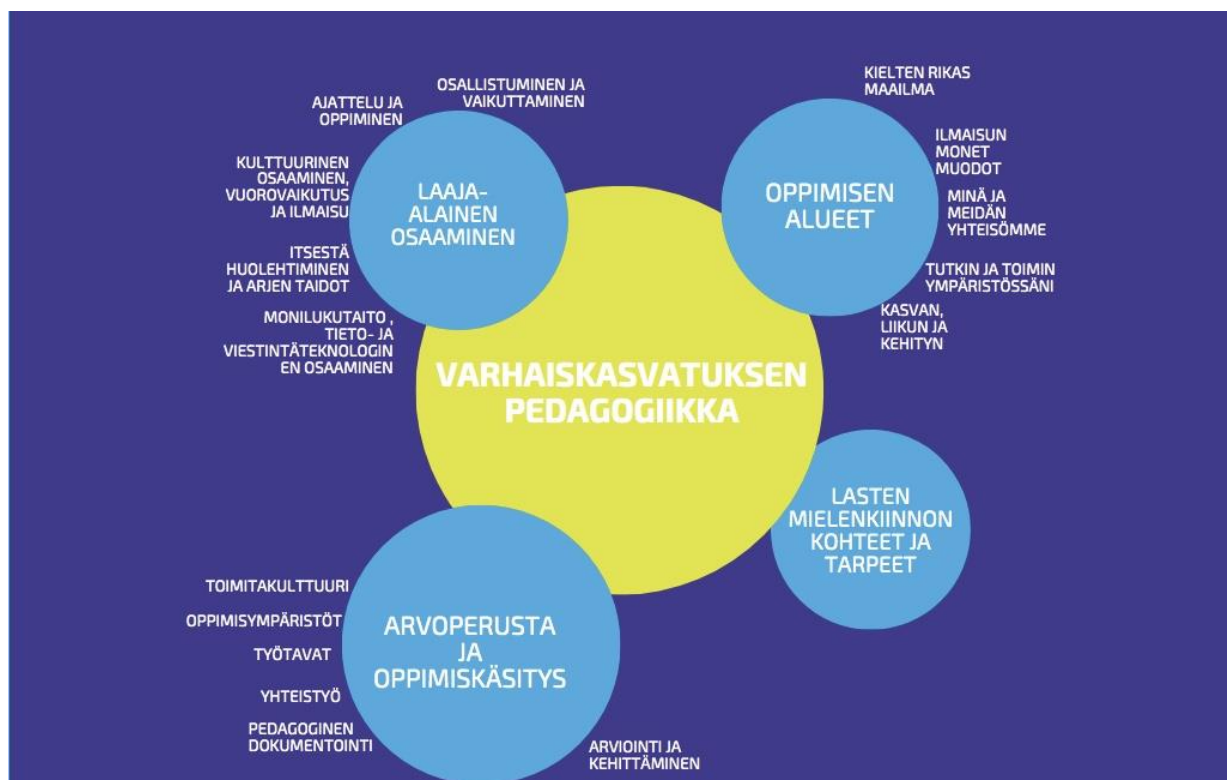 OSALLISTUMINEN JA
VAIKUTTAMINEN
AJATTELU JA
OPPIMINEN
KULTTUURINEN
OSAAMINEN,
VUOROVAIKUTUS
JA ILMAISU
ITSESTÄ
HUOLEHTIMINEN
JA ARJEN TAIDOT
MONILUKUTAITO ,
TIETO- JA
VIESTINTÄTEKNOLOGIN
EN OSAAMINEN
LAAJA-
ALAINEN
OSAAMINEN
KIELTEN RIKAS
MAAILMA
ILMAISUN
MONET
MUODOT
MINÄ JA
MEIDÄN
YHTEISÖMME
TUTKIN JA TOIMIN
YMPÄRISTÖSSÄNI
KASVAN,
LIIKUN JA
KEHITYN
OPPIMISEN
ALUEET
VARHAISKASVATUKSEN
PEDAGOGIIKKA
LASTEN
MIELENKIINNON
KOHTEET JA
TARPEET
TOIMITAKULTTUURI
OPPIMISYMPÄRISTÖT
TYÖTAVAT
YHTEISTYÖ
PEDAGOGINEN
DOKUMENTOINTI
ARVOPERUSTA
JA
OPPIMISKÄSITYS
ARVIOINTI JA
KEHITTÄMINEN